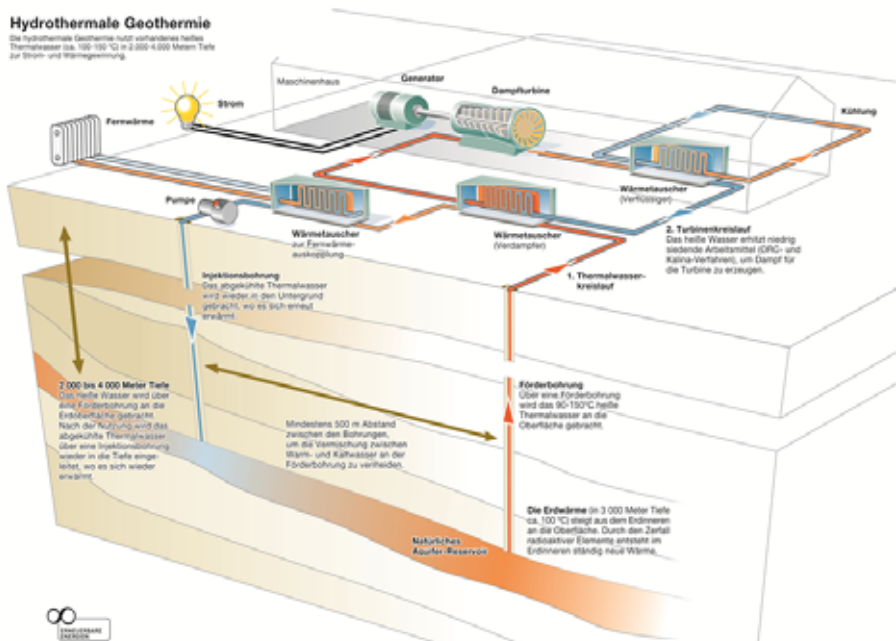 Hydrothermale Geothermie
Die hydrothermale Geothermie nutzt vorhandenes heißes
Thermalwasser (ca. 100-150 °C) in 2.000-4.000 Metern Tiefe
zur Strom- und Wärmegewinnung.
Maschinenhaus
Generator
Dampfturbine
Strom
Fernwärme
Kühlung
Pumpe
Wärmetauscher
(Verflüssiger)
Wärmetauscher
zur Fernwärme-
auskopplung
Wärmetauscher
(Verdampfer)
2. Turbinenkreislauf
Das heiße Wasser erhitzt niedrig
siedende Arbeitsmittel (ORC- und
Kalina-Verfahren), um Dampf für
die Turbine zu erzeugen.
1. Thermalwasser-
kreislauf
Injektionsbohrung
Das abgekühlte Thermalwasser
wird wieder in den Untergrund
gebracht, wo es sich erneut
erwärmt.
2 000 bis 4 000 Meter Tiefe
Das heiße Wasser wird über
eine Förderbohrung an die
Erdoberfläche gebracht.
Nach der Nutzung wird das
abgekühlte Thermalwasser
über eine Injektionsbohrung
wieder in die Tiefe einge-
leitet, wo es sich wieder
erwärmt.
Mindestens 500 m Abstand
zwischen den Bohrungen,
um die Vermischung zwischen
Warm- und Kaltwasser an der
Förderbohrung zu vermeiden.
Förderbohrung
Über eine Förderbohrung
wird das 90-150°C heiße
Thermalwasser an die
Oberfläche gebracht.
Natürliches
Aquifer-Reservoir
Die Erdwärme (in 3 000 Meter Tiefe
ca. 100 °C) steigt aus dem Erdinneren
an die Oberfläche. Durch den Zerfall
radioaktiver Elemente entsteht im
Erdinneren ständig neue Wärme.
ERNEUERBARE
ENERGIEN